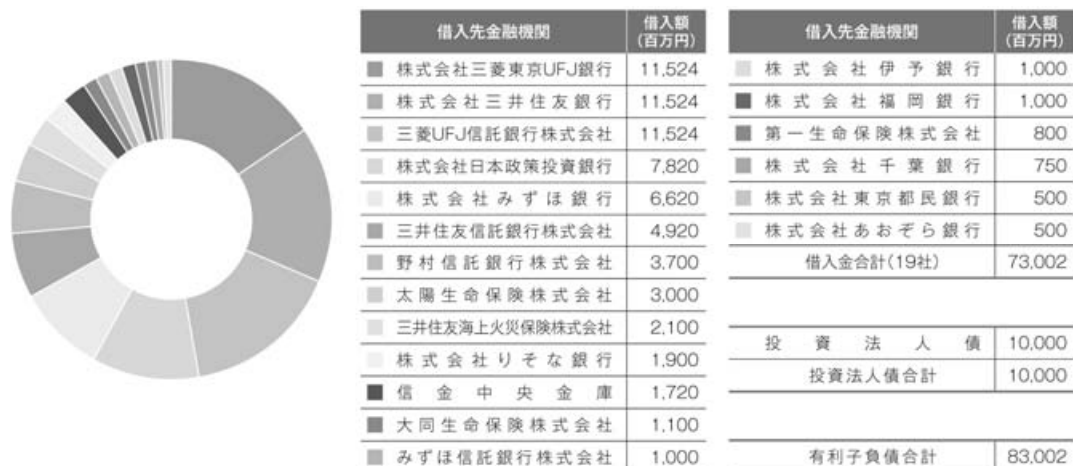 借入先金融機関 借入額(百万円)
株式会社三菱東京UFJ銀行 11,524
株式会社三井住友銀行 11,524
三菱UFJ信託銀行株式会社 11,524
株式会社日本政策投資銀行 7,820
株式会社みずほ銀行 6,620
三井住友信託銀行株式会社 4,920
野村信託銀行株式会社 3,700
太陽生命保険株式会社 3,000
三井住友海上火災保険株式会社 2,100
株式会社りそな銀行 1,900
信金中央金庫 1,720
大同生命保険株式会社 1,100
みずほ信託銀行株式会社 1,000
借入先金融機関 借入額(百万円)
株式会社伊予銀行 1,000
株式会社福岡銀行 1,000
第一生命保険株式会社 800
株式会社千葉銀行 750
株式会社東京都民銀行 500
株式会社あおぞら銀行 500
借入金合計(19社) 73,002
投資法人債 10,000
投資法人債合計 10,000
有利子負債合計 83,002